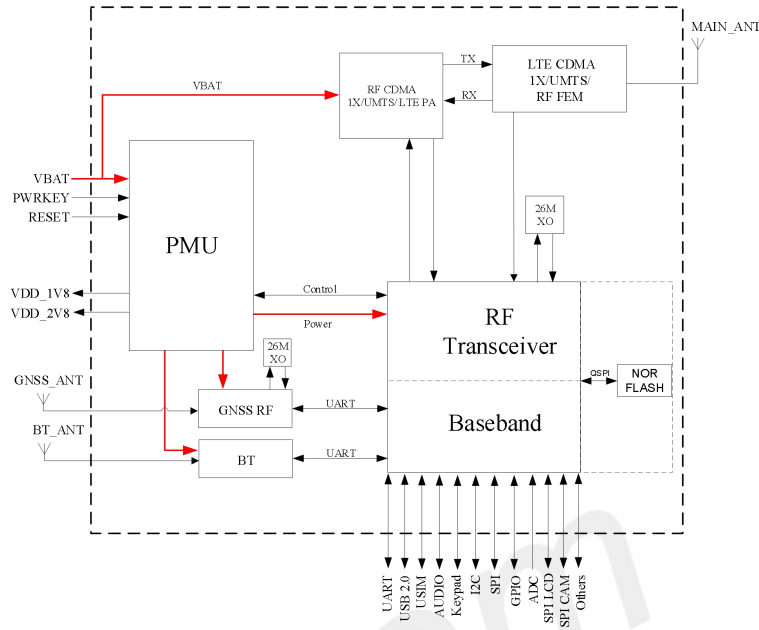 MAIN_ANT
VBAT
RF CDMA
1X/UMTS/LTE PA
TX
RX
LTE CDMA
1X/UMTS/
RF FEM
VBAT
PWRKEY
RESET
PMU
26M
XO
VDD_1V8
VDD_2V8
Control
Power
RF
Transceiver
26M
XO
QSPI
NOR
FLASH
GNSS_ANT
GNSS RF
UART
Baseband
BT_ANT
BT
UART
UART
USB 2.0
USIM
AUDIO
Keypad
I2C
SPI
GPIO
ADC
SPI LCD
SPI CAM
Others